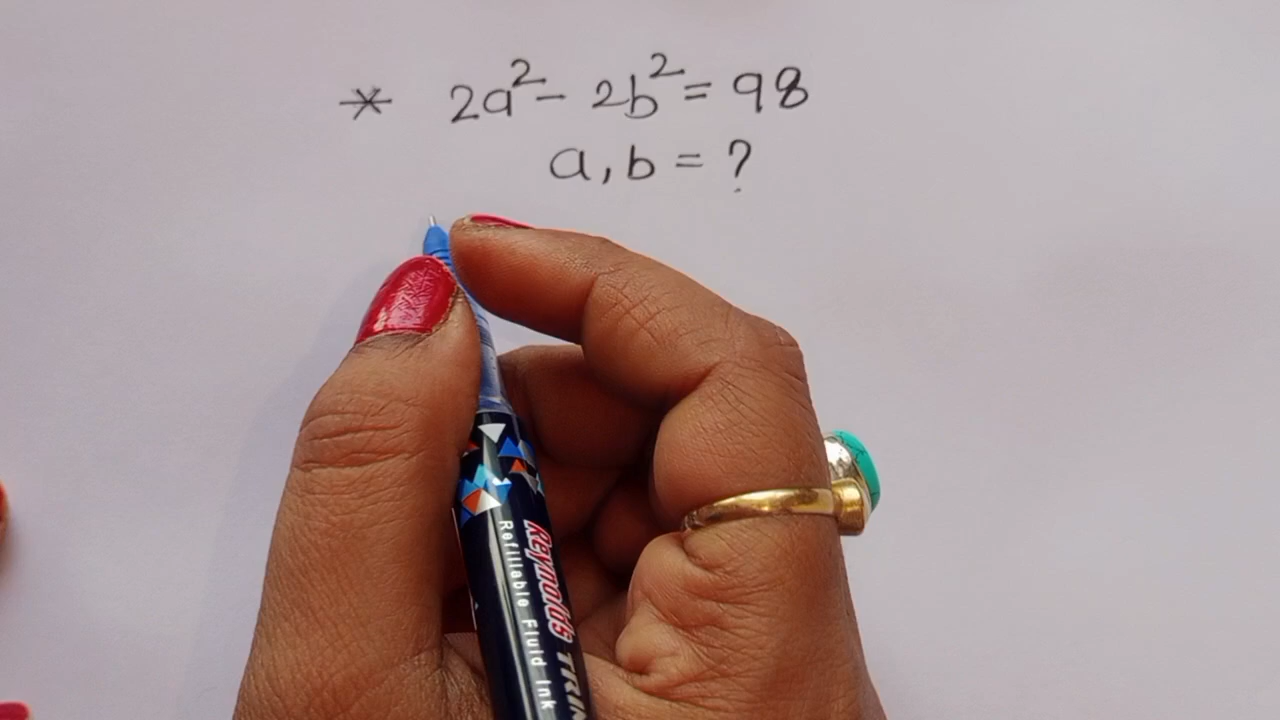 * 2a² - 2b² = 98
a, b = ?
Reynolds TRIM
Refillable Fluid Ink